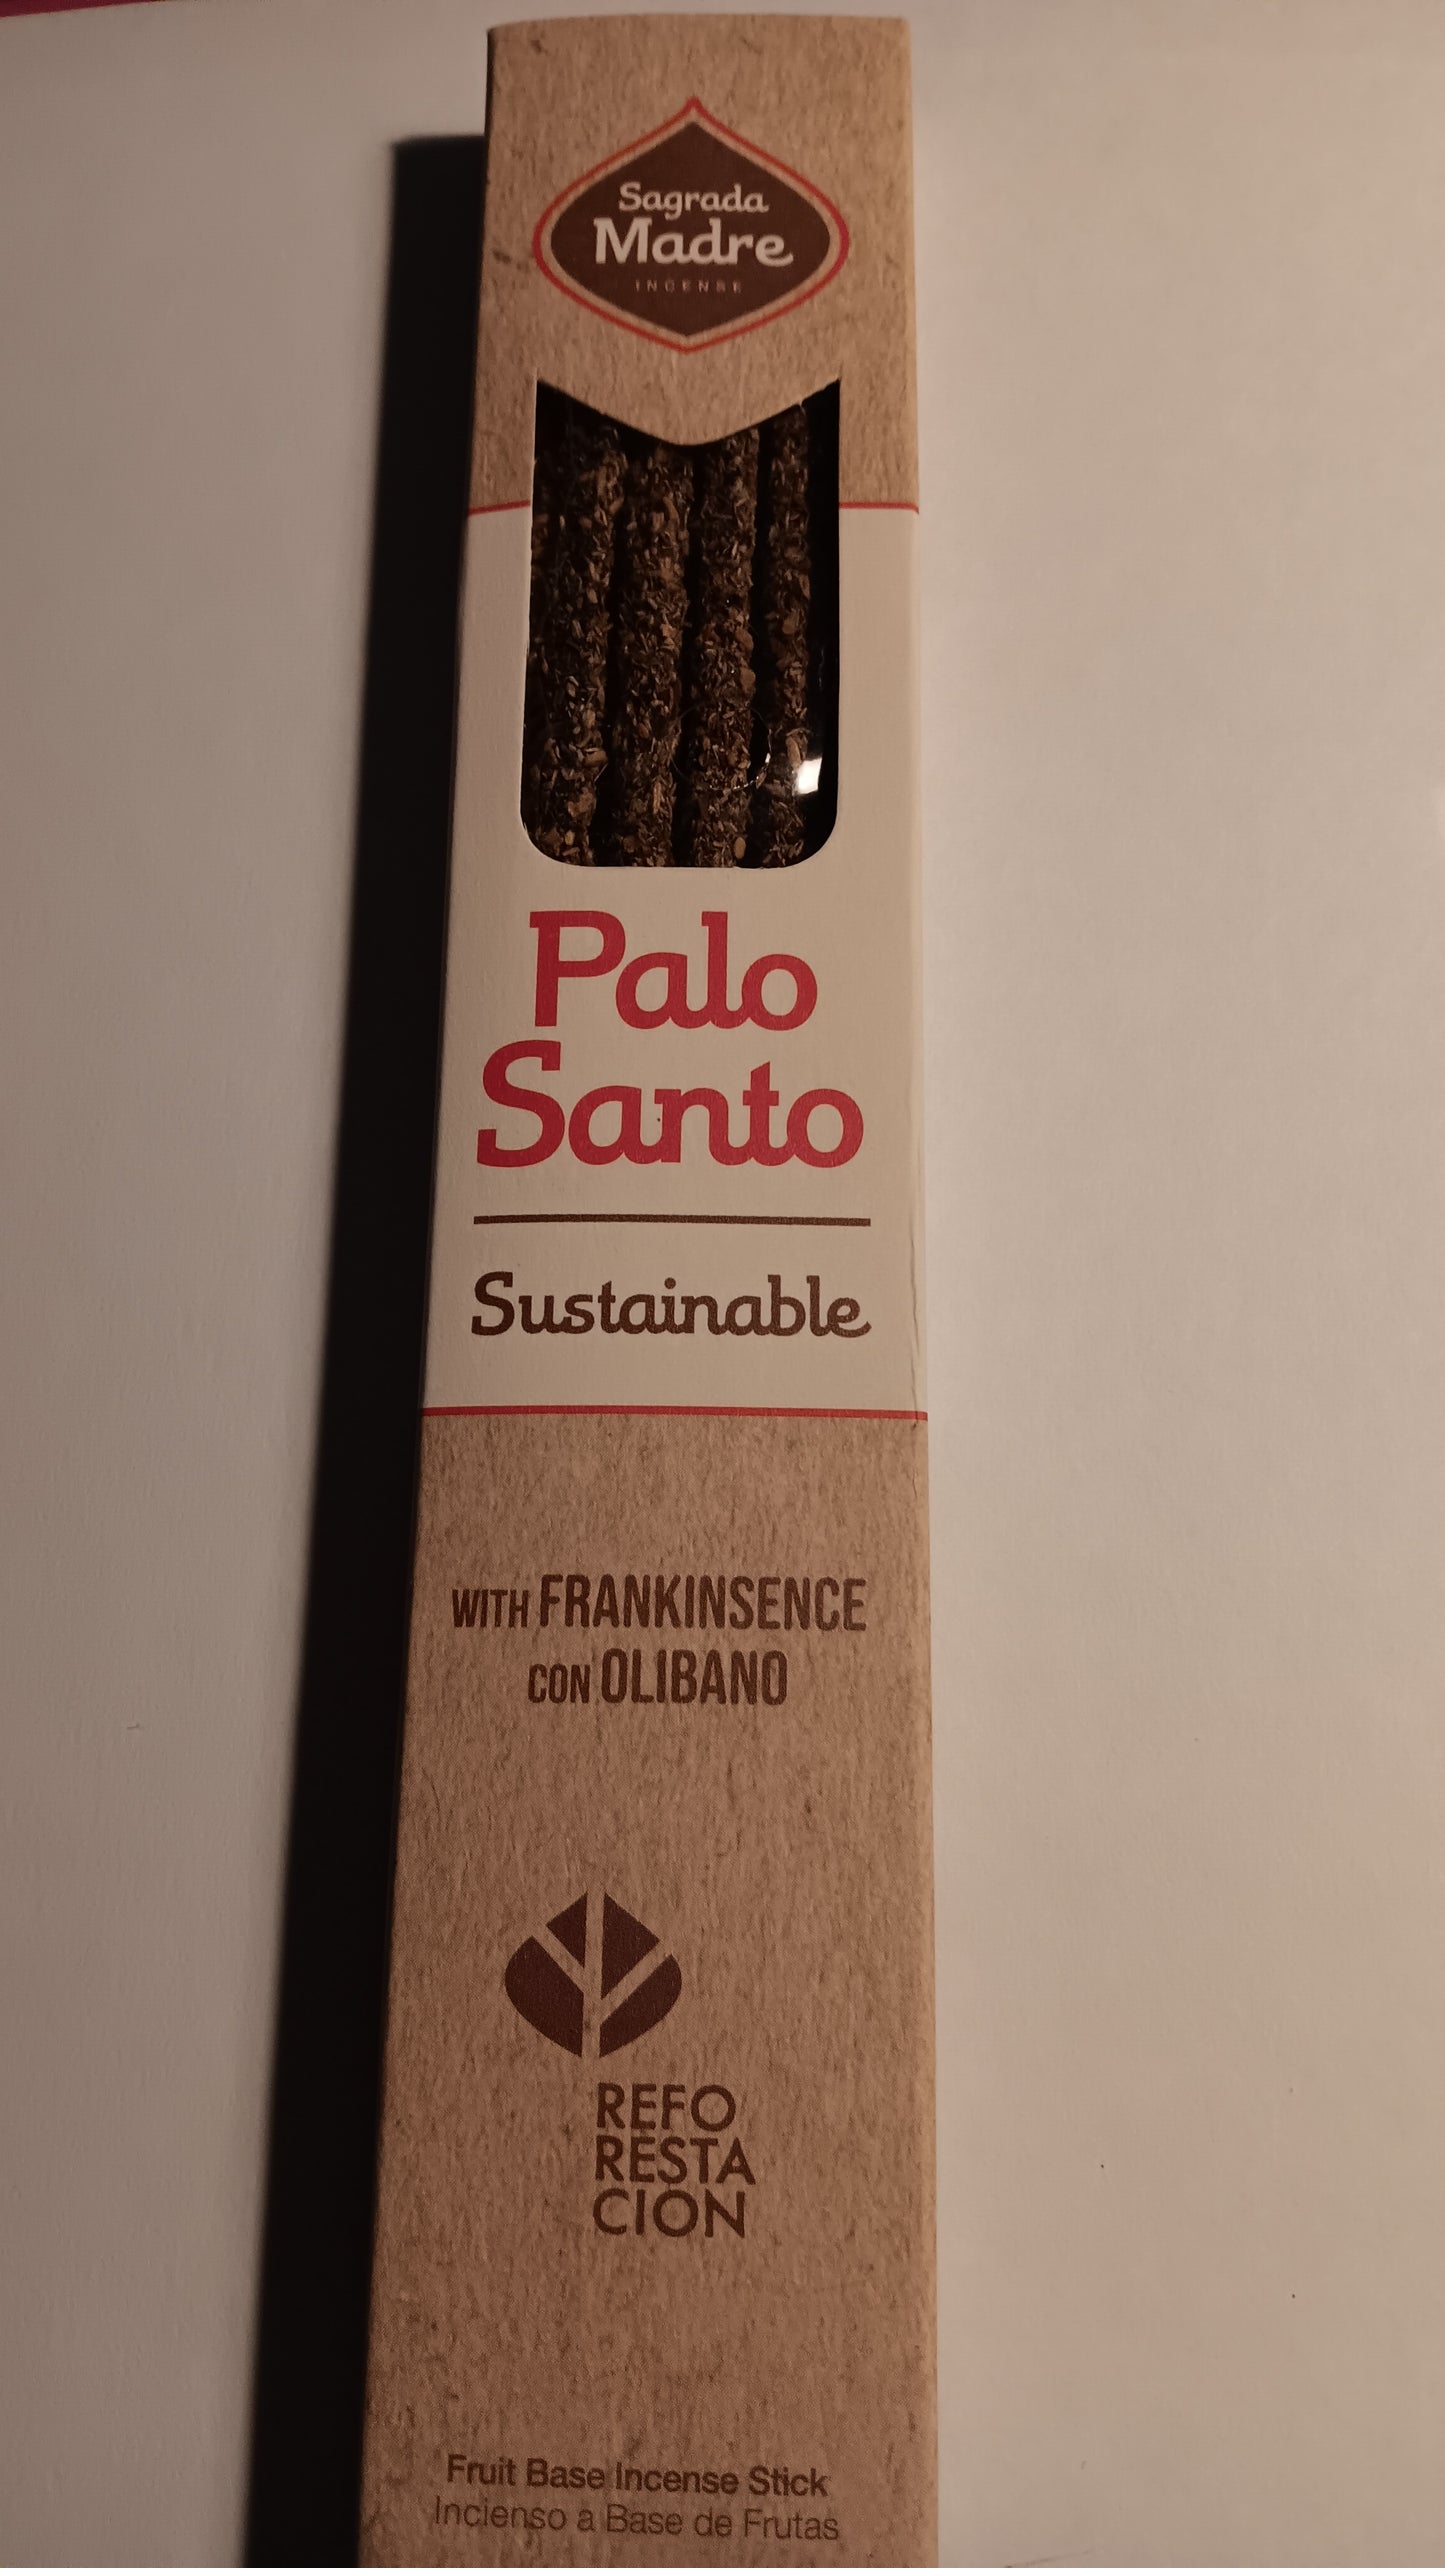 Sagrada
Madre
INCENSE
Palo
Santo
Sustainable
WITH FRANKINSENCE
CON OLIBANO
REFO
RESTA
CION
Fruit Base Incense Stick
Incienso a Base de Frutas